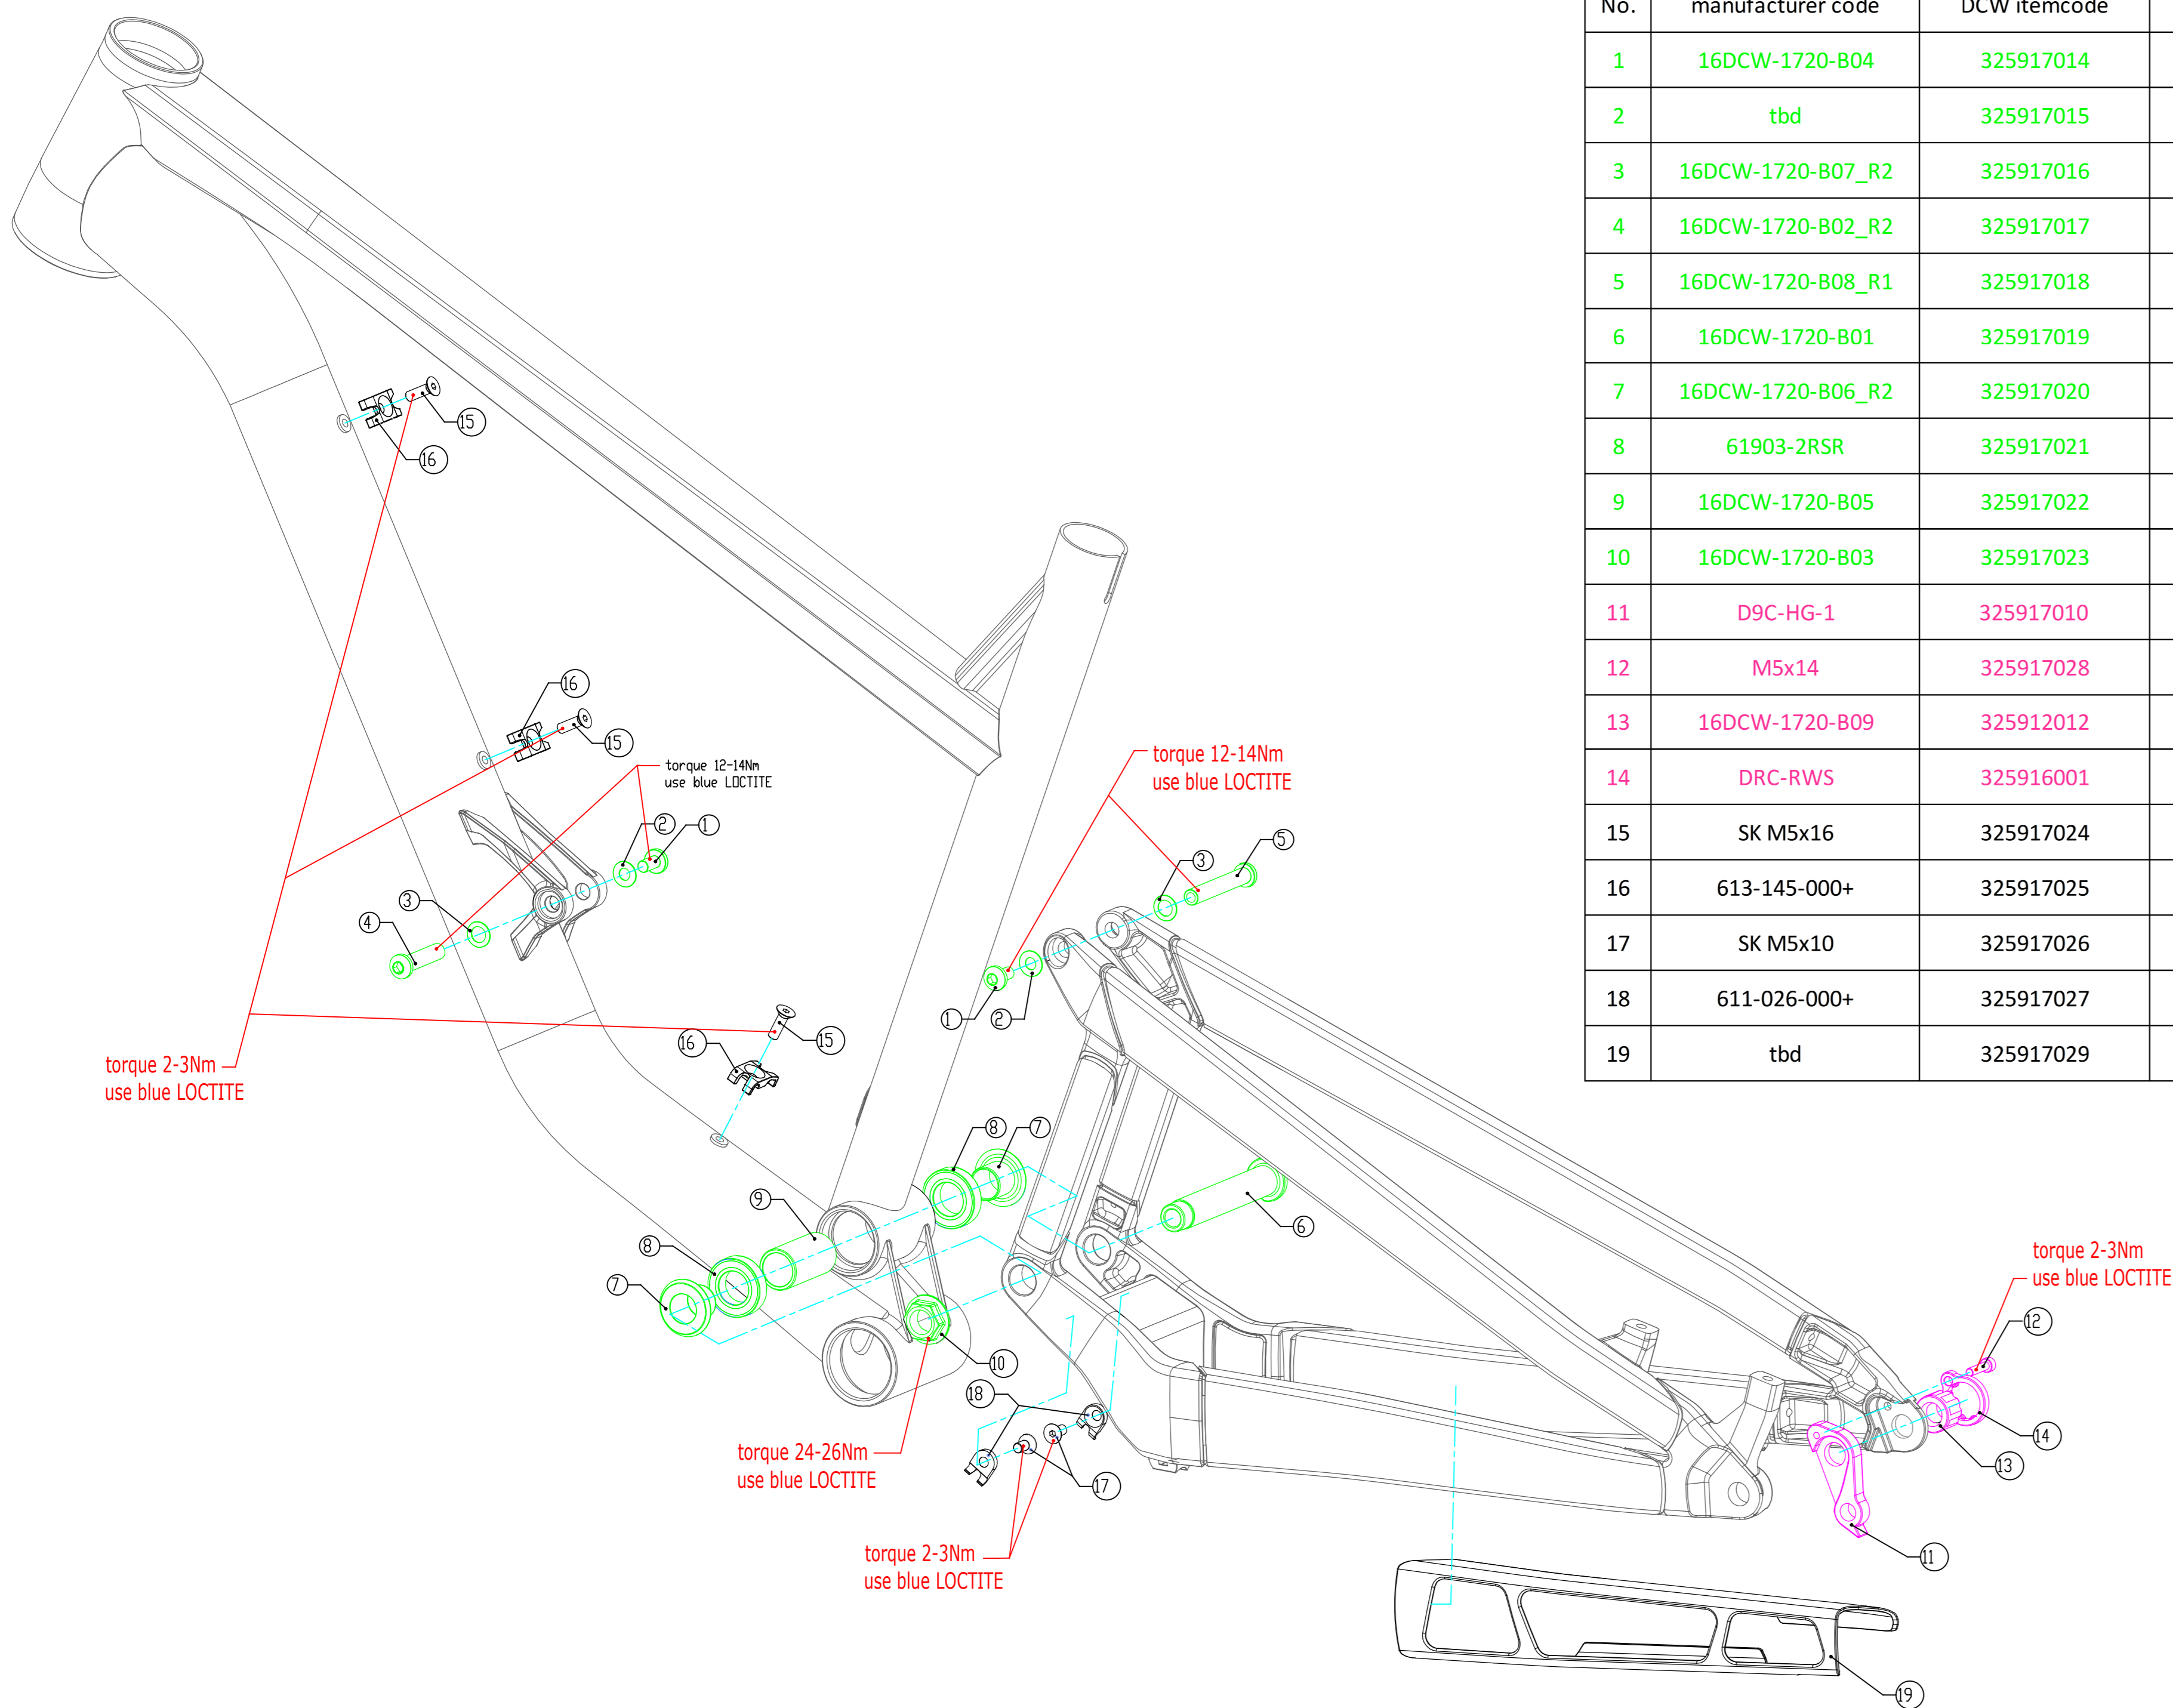 No. manufacturer code DCW itemcode
1 16DCW-1720-B04 325917014
2 tbd 325917015
3 16DCW-1720-B07_R2 325917016
4 16DCW-1720-B02_R2 325917017
5 16DCW-1720-B08_R1 325917018
6 16DCW-1720-B01 325917019
7 16DCW-1720-B06_R2 325917020
8 61903-2RSR 325917021
9 16DCW-1720-B05 325917022
10 16DCW-1720-B03 325917023
11 D9C-HG-1 325917010
12 M5x14 325917028
13 16DCW-1720-B09 325912012
14 DRC-RWS 325916001
15 SK M5x16 325917024
16 613-145-000+ 325917025
17 SK M5x10 325917026
18 611-026-000+ 325917027
19 tbd 325917029
15
16
16
15
torque 12-14Nm
use blue LOCTITE
torque 12-14Nm
use blue LOCTITE
2
1
3
4
5
3
1
2
15
16
torque 2-3Nm
use blue LOCTITE
8
7
9
8
7
6
10
torque 2-3Nm
use blue LOCTITE
12
14
13
11
18
17
torque 24-26Nm
use blue LOCTITE
torque 2-3Nm
use blue LOCTITE
19